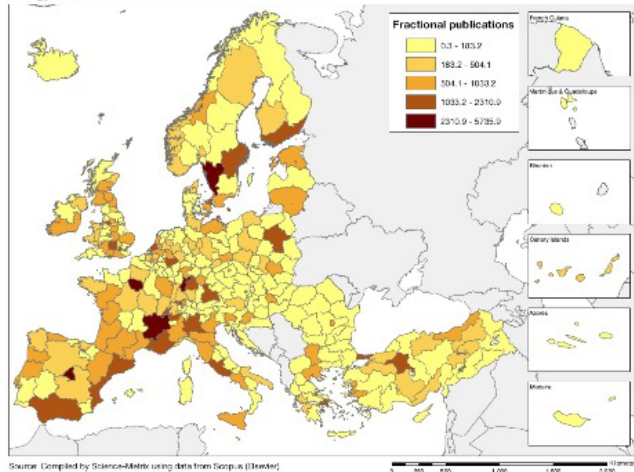 Fractional publications
0.3 - 183.2
183.2 - 504.1
504.1 - 1033.2
1033.2 - 2310.9
2310.9 - 5735.9
French Guiana
Martinique & Guadeloupe
Réunion
Canary Islands
Azores
Madeira
Source: Compiled by Science-Metrix using data from Scopus (Elsevier)